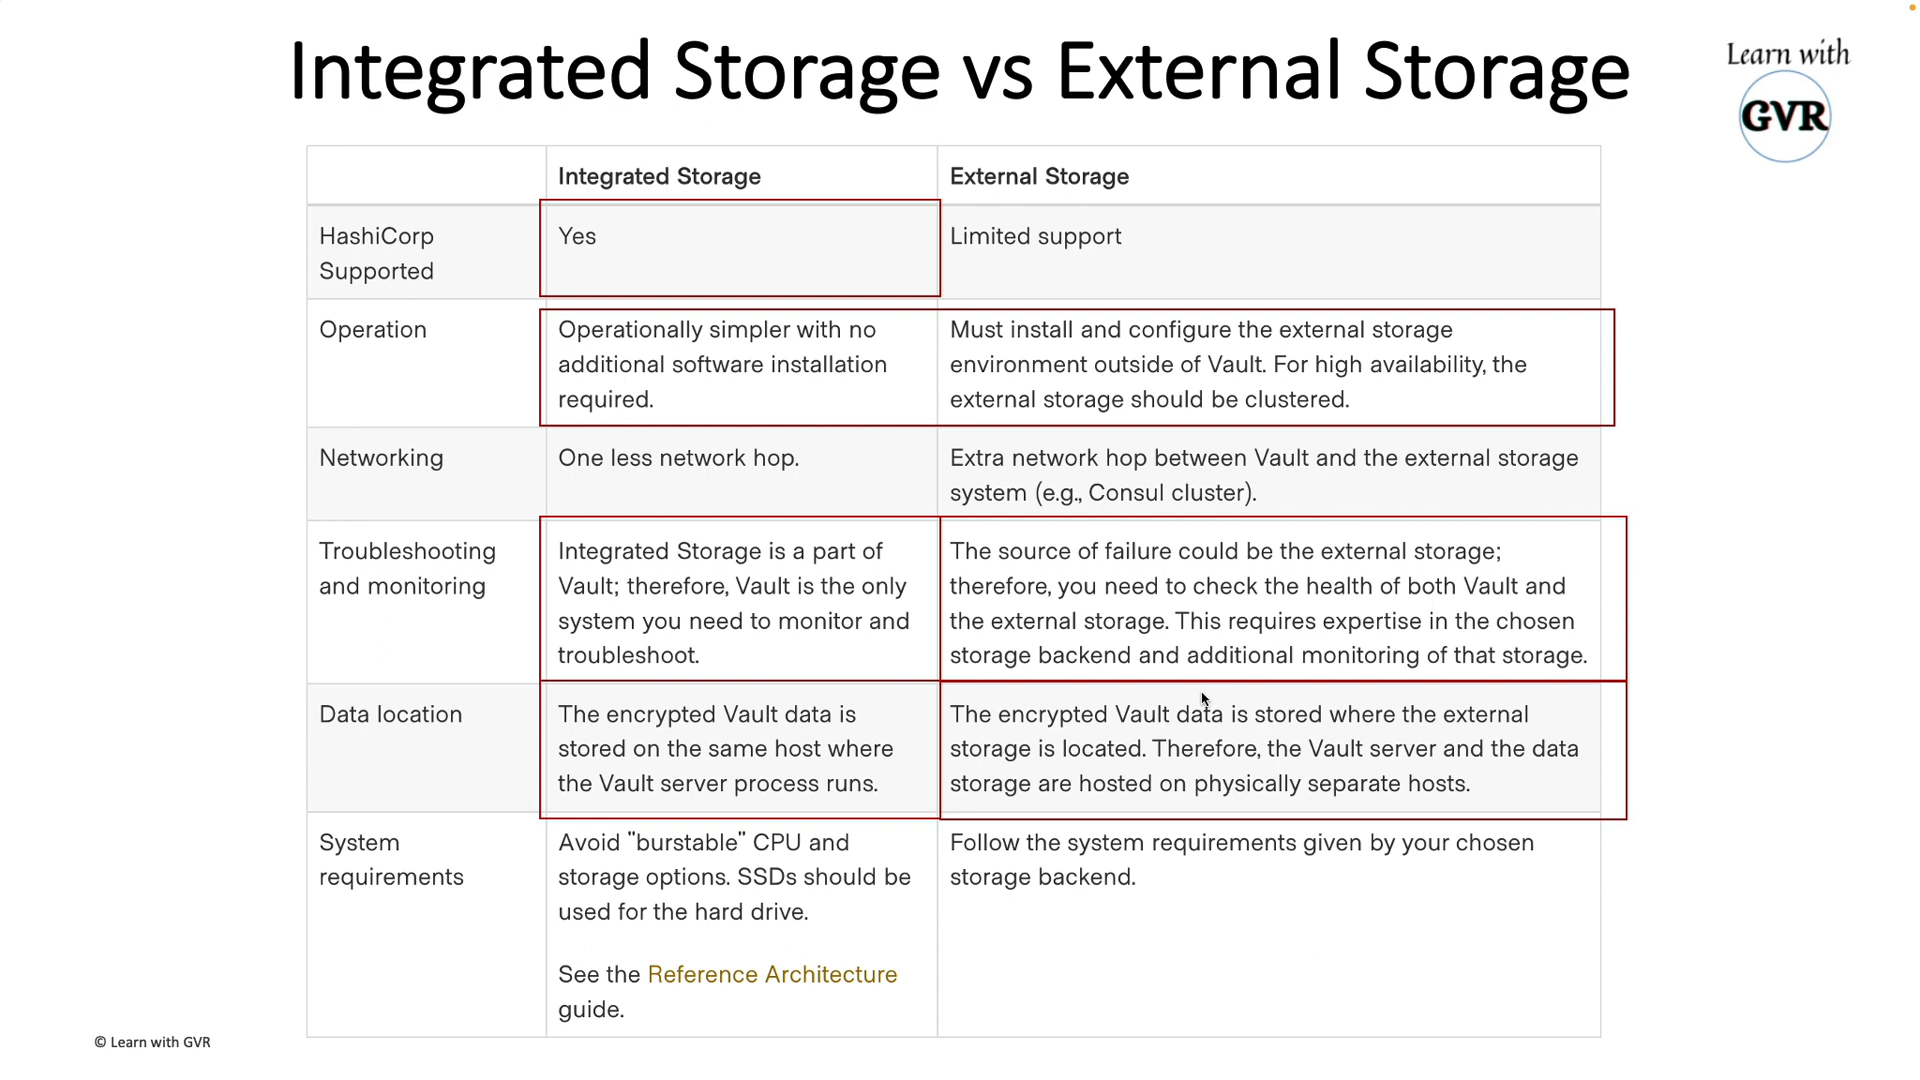 Integrated Storage vs External Storage
Learn with
GVR
Integrated Storage
External Storage
HashiCorp
Supported
Yes
Limited support
Operation
Operationally simpler with no
additional software installation
required.
Must install and configure the external storage
environment outside of Vault. For high availability, the
external storage should be clustered.
Networking
One less network hop.
Extra network hop between Vault and the external storage
system (e.g., Consul cluster).
Troubleshooting
and monitoring
Integrated Storage is a part of
Vault; therefore, Vault is the only
system you need to monitor and
troubleshoot.
The source of failure could be the external storage;
therefore, you need to check the health of both Vault and
the external storage. This requires expertise in the chosen
storage backend and additional monitoring of that storage.
Data location
The encrypted Vault data is
stored on the same host where
the Vault server process runs.
The encrypted Vault data is stored where the external
storage is located. Therefore, the Vault server and the data
storage are hosted on physically separate hosts.
System
requirements
Avoid "burstable" CPU and
storage options. SSDs should be
used for the hard drive.
See the Reference Architecture
guide.
Follow the system requirements given by your chosen
storage backend.
© Learn with GVR